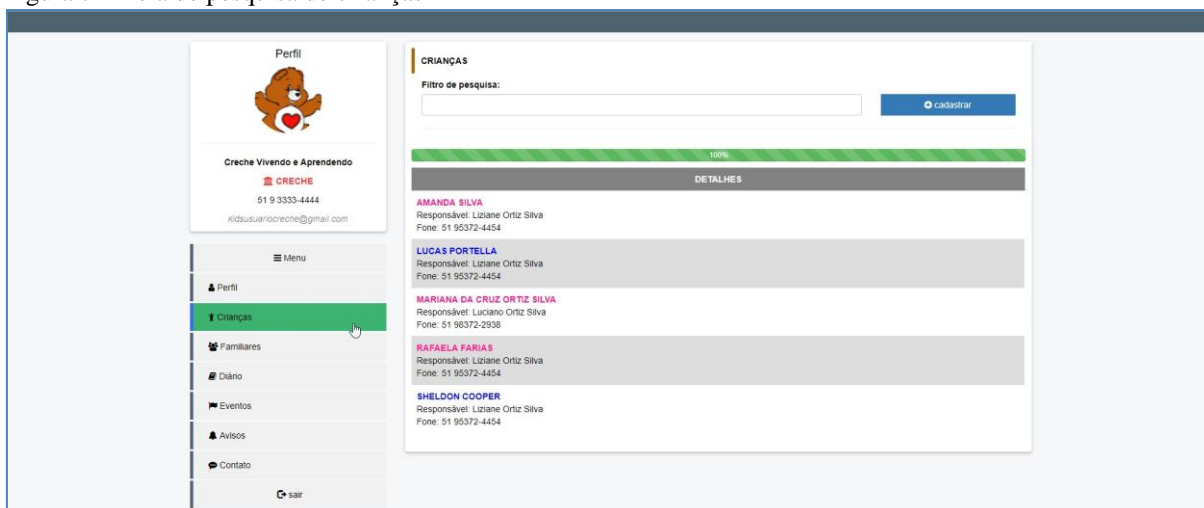 Perfil
Creche Vivendo e Aprendendo
CRECHE
51 9 3333-4444
kidsusuariocreche@gmail.com
Menu
Perfil
Crianças
Familiares
Diário
Eventos
Avisos
Contato
sair
CRIANÇAS
Filtro de pesquisa:
cadastrar
100%
DETALHES
AMANDA SILVA
Responsável: Liziane Ortiz Silva
Fone: 51 95372-4454
LUCAS PORTELLA
Responsável: Liziane Ortiz Silva
Fone: 51 95372-4454
MARIANA DA CRUZ ORTIZ SILVA
Responsável: Luciano Ortiz Silva
Fone: 51 98372-2938
RAFAELA FARIAS
Responsável: Liziane Ortiz Silva
Fone: 51 95372-4454
SHELDON COOPER
Responsável: Liziane Ortiz Silva
Fone: 51 95372-4454